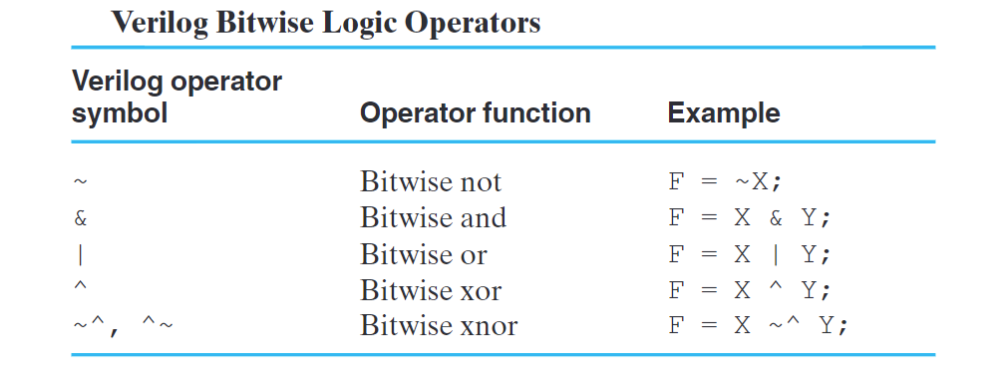 Verilog Bitwise Logic Operators
Verilog operator
symbol Operator function Example
~ Bitwise not F = ~X;
& Bitwise and F = X & Y;
| Bitwise or F = X | Y;
^ Bitwise xor F = X ^ Y;
~^, ^~ Bitwise xnor F = X ~^ Y;